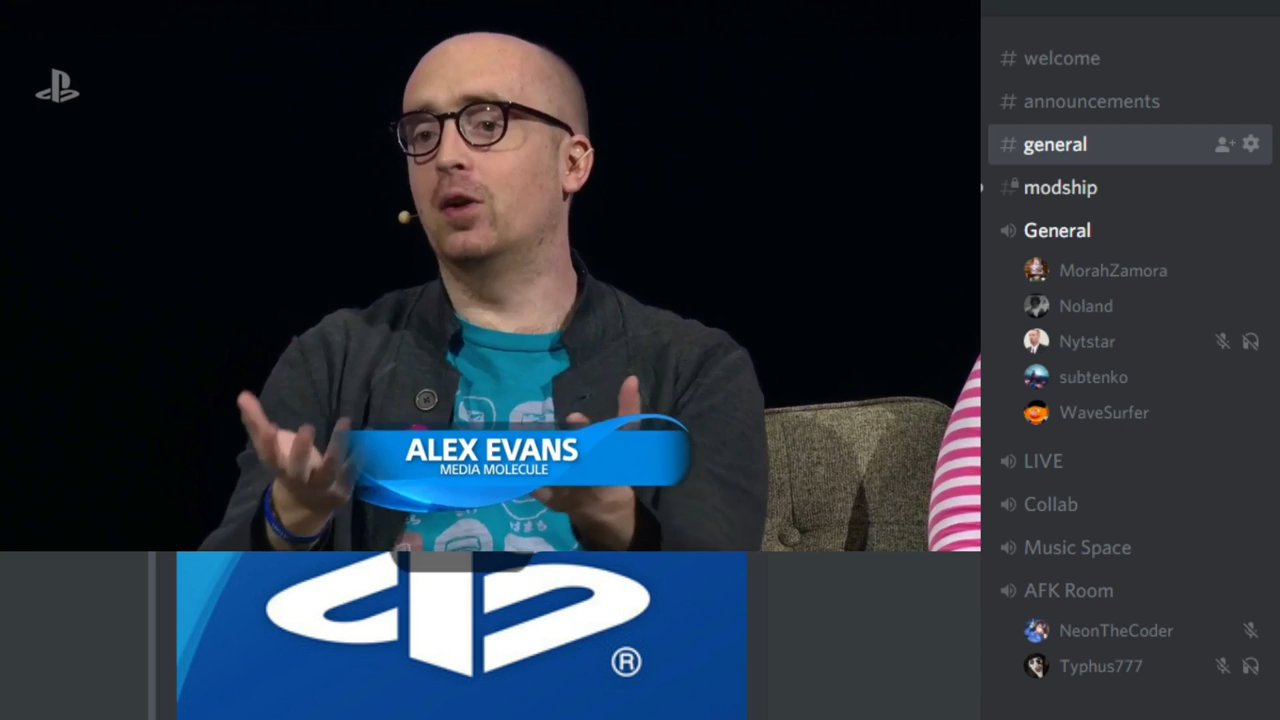 ALEX EVANS
MEDIA MOLECULE
®
# welcome
# announcements
# general
modship
General
MorahZamora
Noland
Nytstar
subtenko
WaveSurfer
LIVE
Collab
Music Space
AFK Room
NeonTheCoder
Typhus777